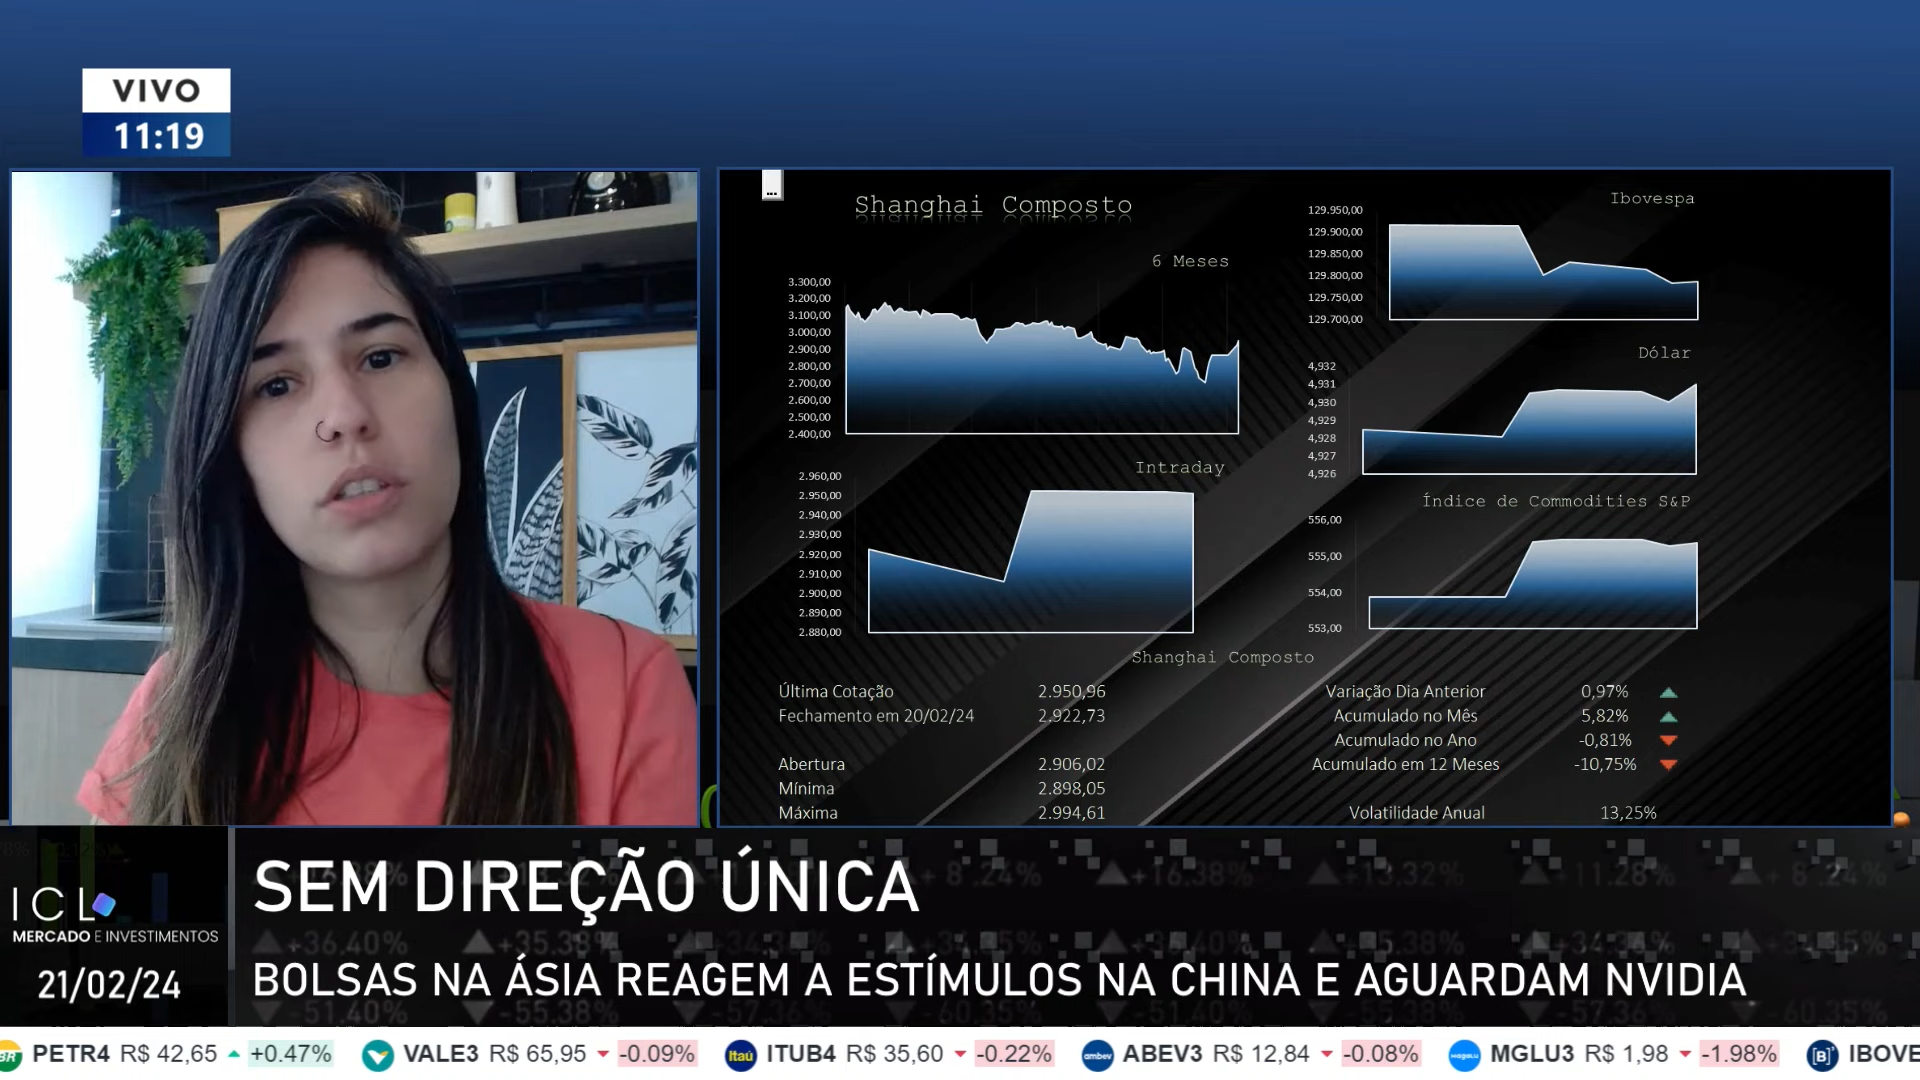 VIVO
11:19
...
Shanghai Composto
6 Meses
3.300,00
3.200,00
3.100,00
3.000,00
2.900,00
2.800,00
2.700,00
2.600,00
2.500,00
2.400,00
Intraday
2.960,00
2.950,00
2.940,00
2.930,00
2.920,00
2.910,00
2.900,00
2.890,00
2.880,00
Ibovespa
129.950,00
129.900,00
129.850,00
129.800,00
129.750,00
129.700,00
Dólar
4,932
4,931
4,930
4,929
4,928
4,927
4,926
Índice de Commodities S&P
556,00
555,00
554,00
553,00
Shanghai Composto
Última Cotação 2.950,96
Fechamento em 20/02/24 2.922,73
Abertura 2.906,02
Mínima 2.898,05
Máxima 2.994,61
Variação Dia Anterior 0,97%
Acumulado no Mês 5,82%
Acumulado no Ano -0,81%
Acumulado em 12 Meses -10,75%
Volatilidade Anual 13,25%
ICL
MERCADO E INVESTIMENTOS
21/02/24
SEM DIREÇÃO ÚNICA
BOLSAS NA ÁSIA REAGEM A ESTÍMULOS NA CHINA E AGUARDAM NVIDIA
BR PETR4 R$ 42,65 +0.47% VALE3 R$ 65,95 -0.09% Itaú ITUB4 R$ 35,60 -0.22% ambev ABEV3 R$ 12,84 -0.08% Magalu MGLU3 R$ 1,98 -1.98% [B] IBOVE